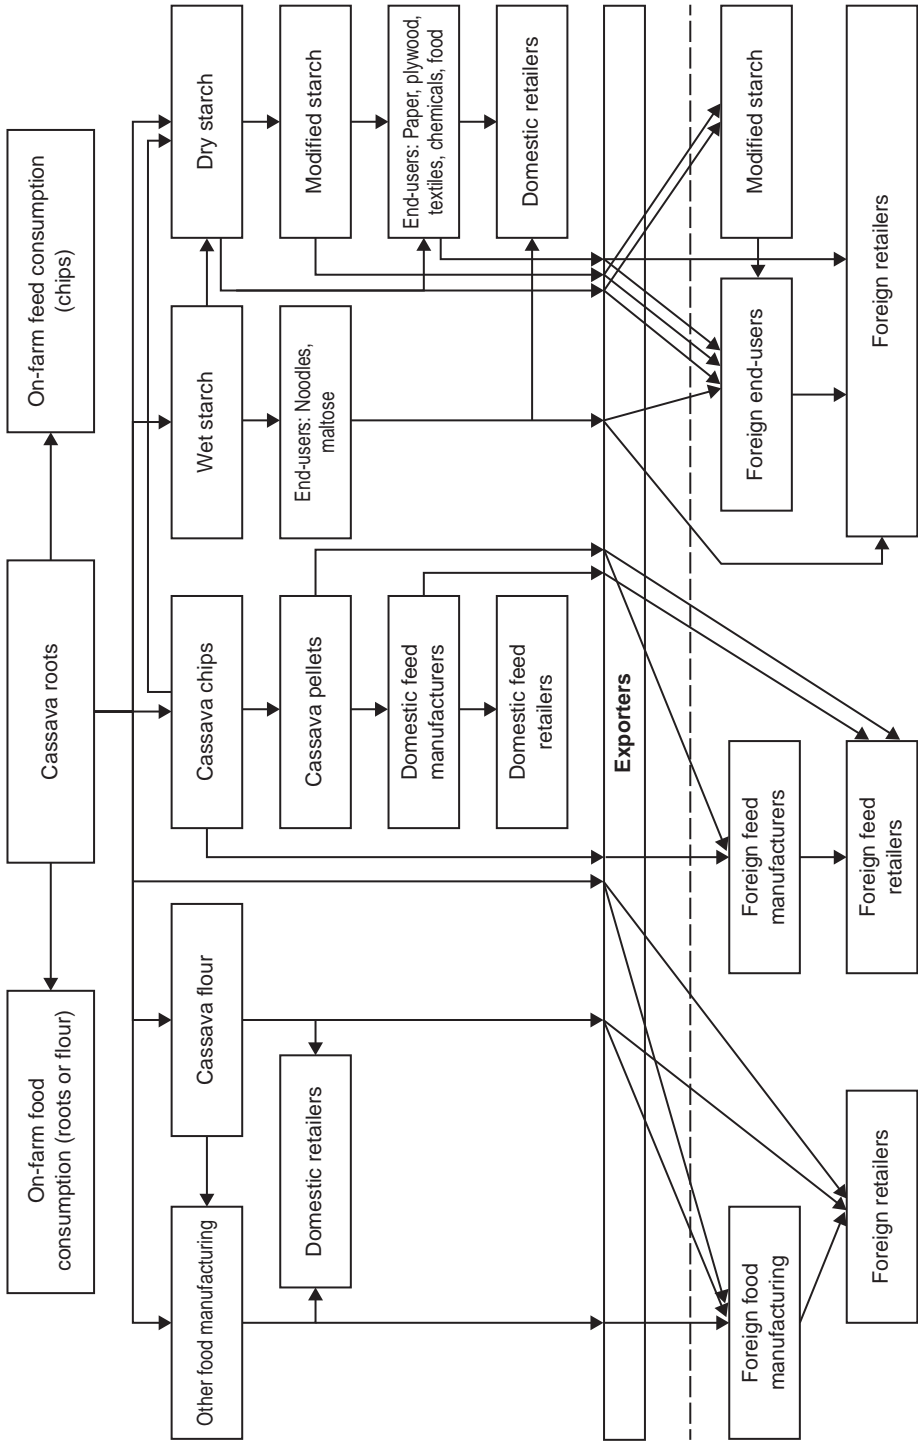 On-farm food
consumption (roots or flour)
Cassava roots
On-farm feed consumption
(chips)
Other food manufacturing
Cassava flour
Cassava chips
Wet starch
Dry starch
Domestic retailers
Cassava pellets
End-users: Noodles,
maltose
Modified starch
Domestic feed
manufacturers
End-users: Paper, plywood,
textiles, chemicals, food
Domestic feed
retailers
Domestic retailers
Exporters
Foreign food
manufacturing
Foreign feed
manufacturers
Foreign end-users
Modified starch
Foreign retailers
Foreign feed
retailers
Foreign retailers